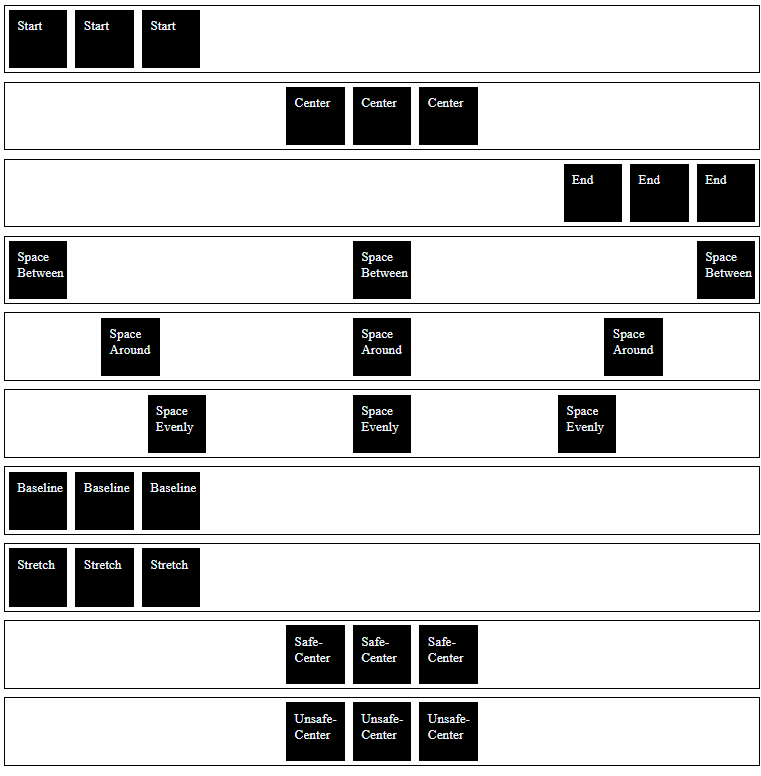 Start Start Start
Center Center Center
End End End
Space Space Space
Between Between Between
Space Space Space
Around Around Around
Space Space Space
Evenly Evenly Evenly
Baseline Baseline Baseline
Stretch Stretch Stretch
Safe- Safe- Safe-
Center Center Center
Unsafe- Unsafe- Unsafe-
Center Center Center